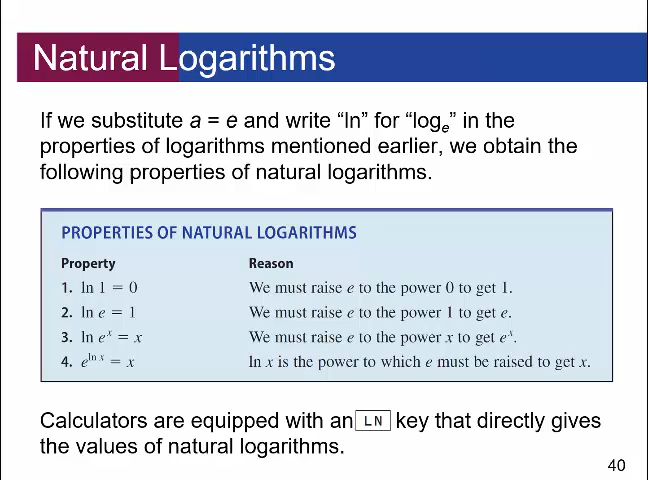 Natural Logarithms
If we substitute a = e and write “ln” for “logₑ” in the
properties of logarithms mentioned earlier, we obtain the
following properties of natural logarithms.
PROPERTIES OF NATURAL LOGARITHMS
Property Reason
1. ln 1 = 0 We must raise e to the power 0 to get 1.
2. ln e = 1 We must raise e to the power 1 to get e.
3. ln eˣ = x We must raise e to the power x to get eˣ.
4. e^(ln x) = x ln x is the power to which e must be raised to get x.
Calculators are equipped with an LN key that directly gives
the values of natural logarithms.
40